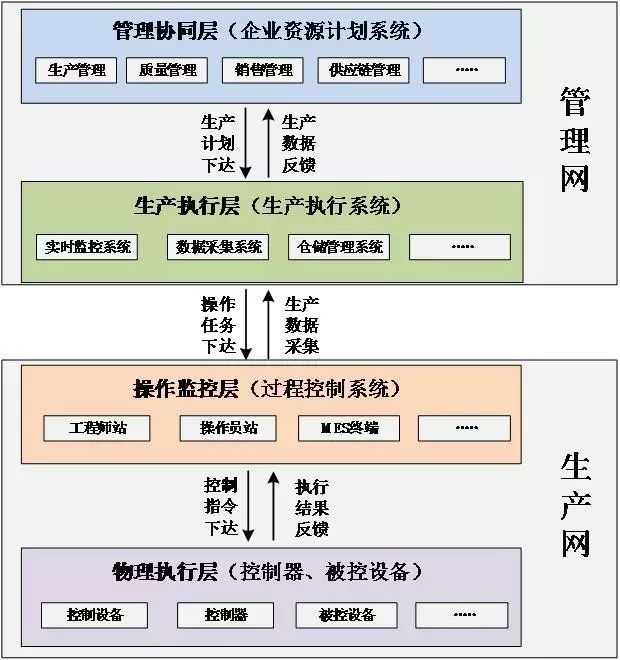 管理协同层（企业资源计划系统）
生产管理
质量管理
销售管理
供应链管理
·····
生产
计划
下达
生产
数据
反馈
管理网
生产执行层（生产执行系统）
实时监控系统
数据采集系统
仓储管理系统
·····
操作
任务
下达
生产
数据
采集
操作监控层（过程控制系统）
工程师站
操作员站
MES终端
·····
控制
指令
下达
执行
结果
反馈
生产网
物理执行层（控制器、被控设备）
控制设备
控制器
被控设备
·····